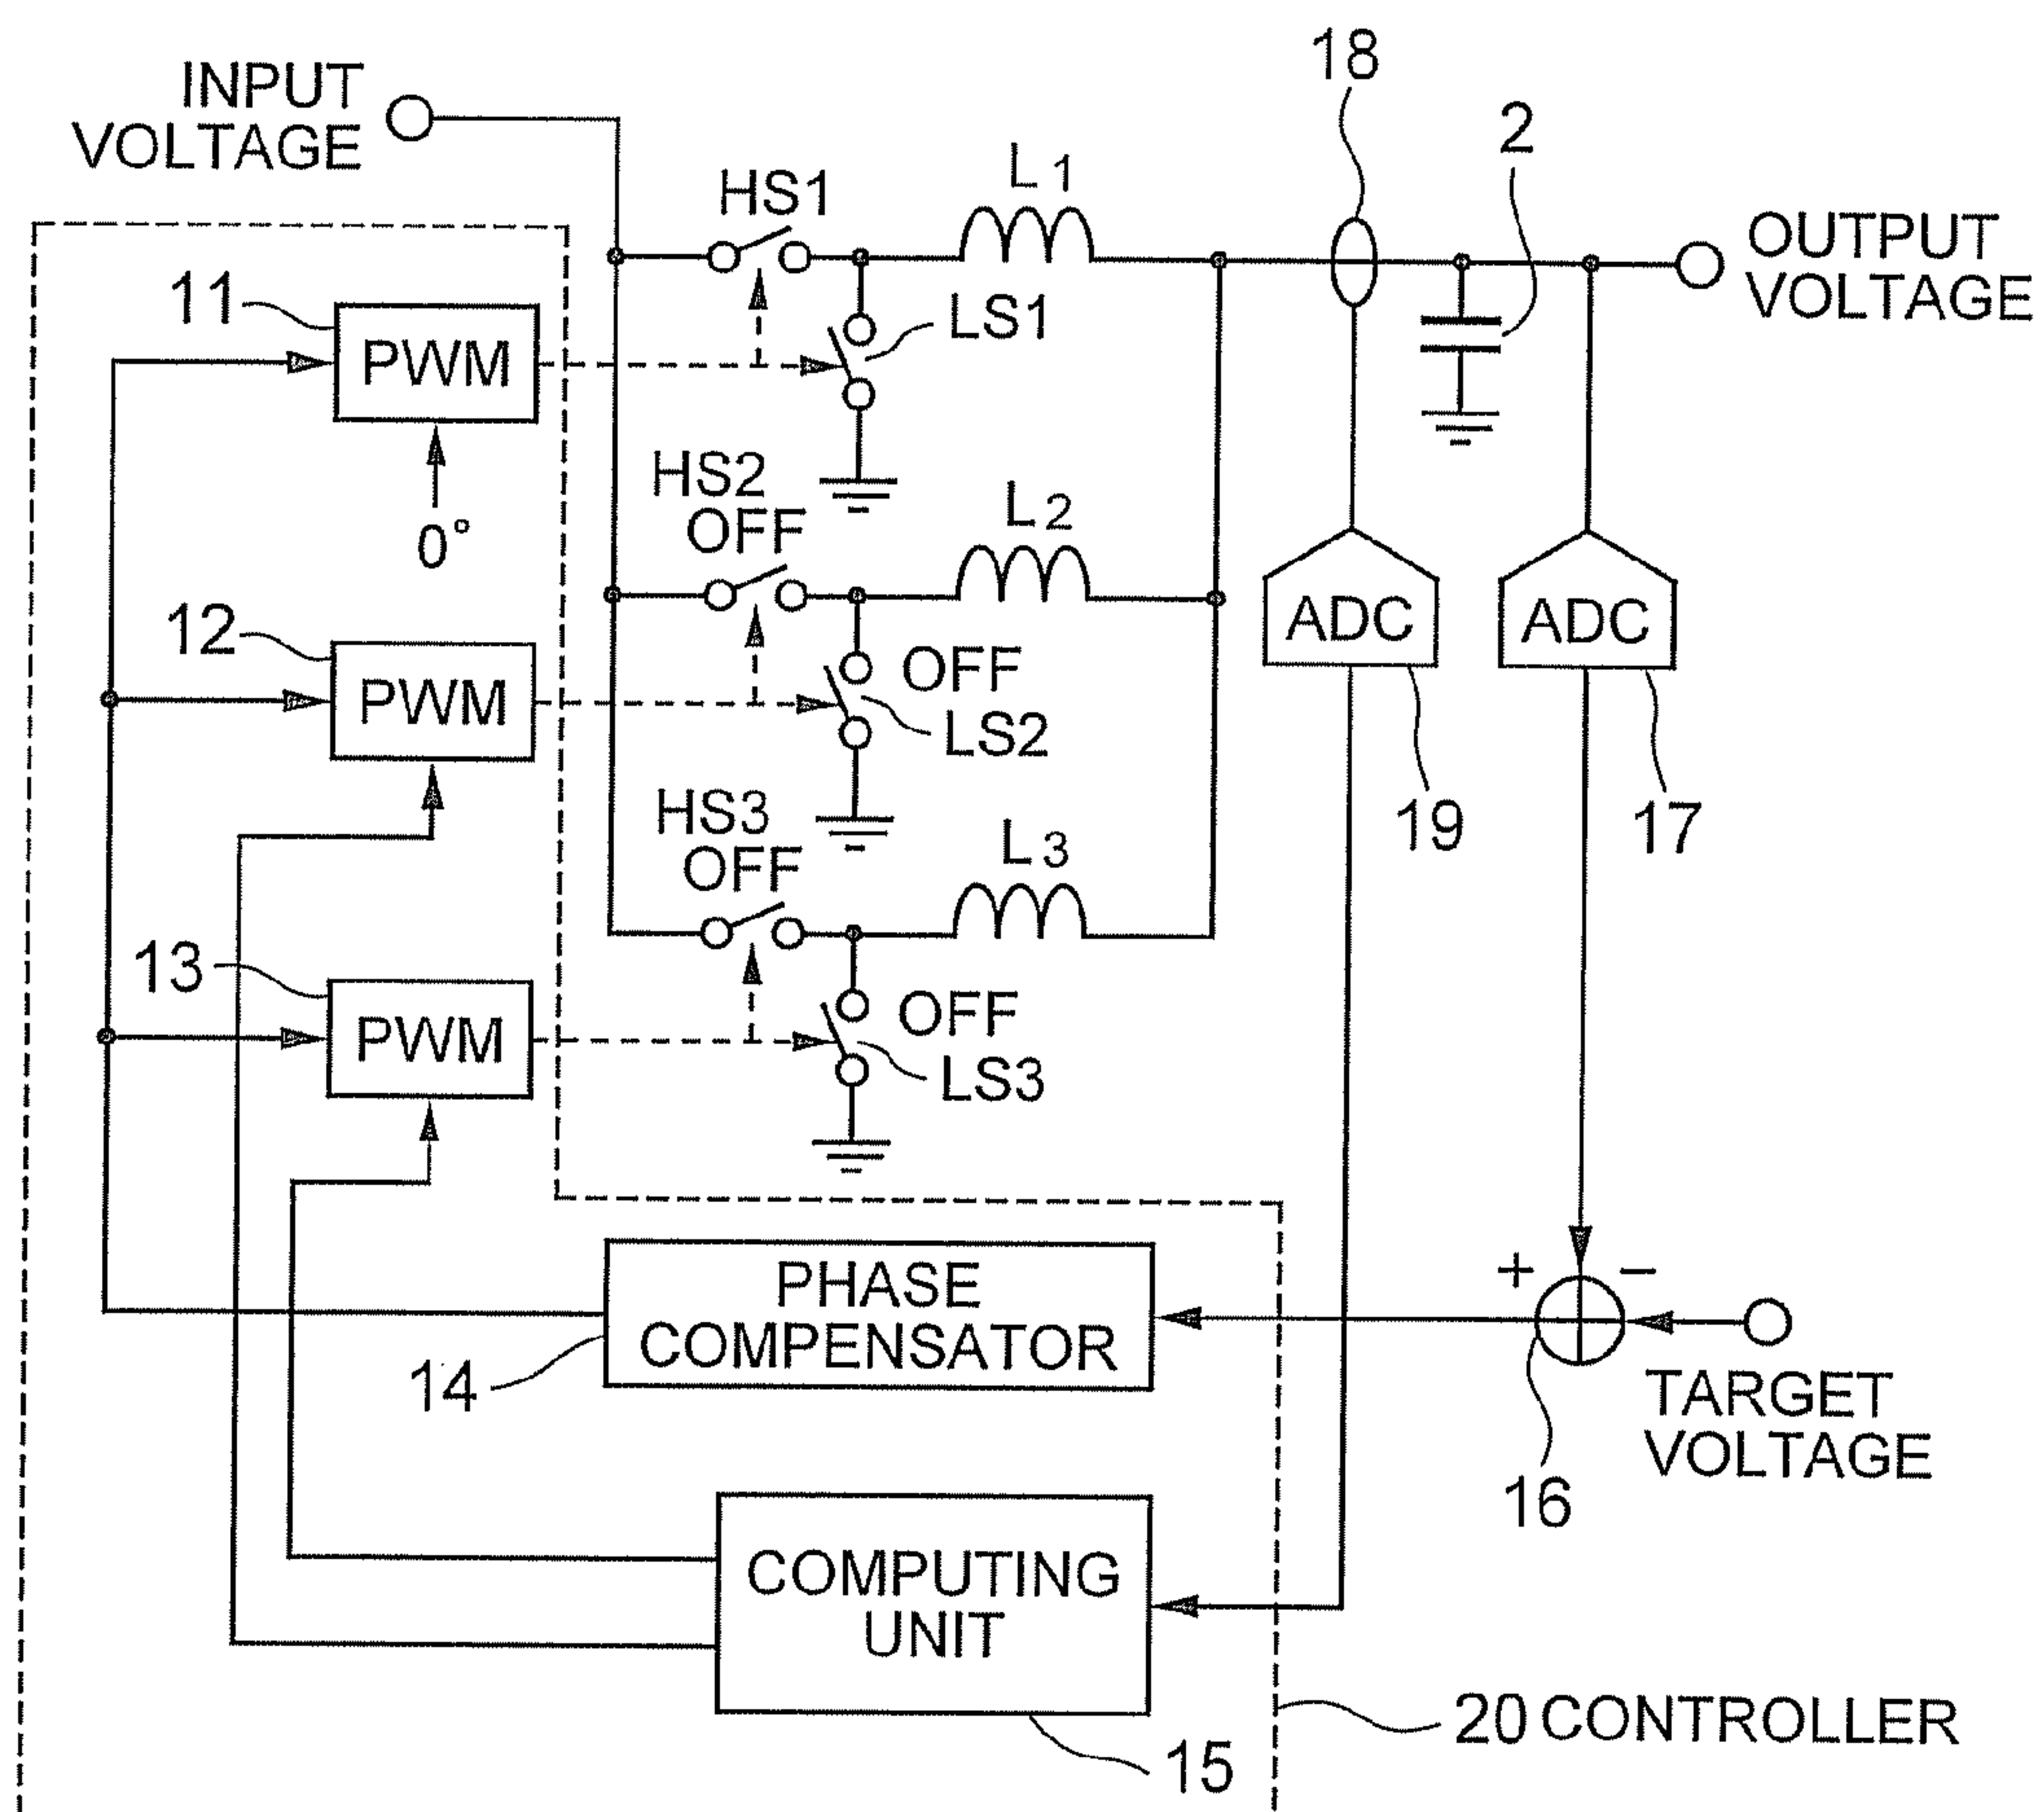 18
INPUT
VOLTAGE
2
HS1
L1
OUTPUT
VOLTAGE
11
PWM
LS1
0°
HS2
OFF
L2
ADC
ADC
12
PWM
OFF
LS2
19
17
HS3
OFF
L3
13
PWM
OFF
LS3
+
−
PHASE
COMPENSATOR
14
TARGET
VOLTAGE
16
COMPUTING
UNIT
15
20 CONTROLLER